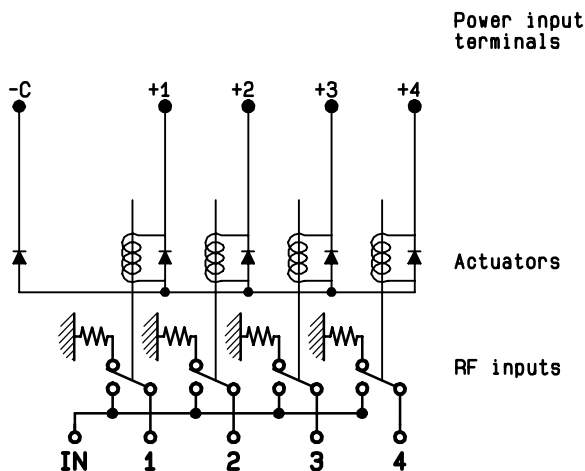 Power input
terminals
-C +1 +2 +3 +4
Actuators
RF inputs
IN 1 2 3 4